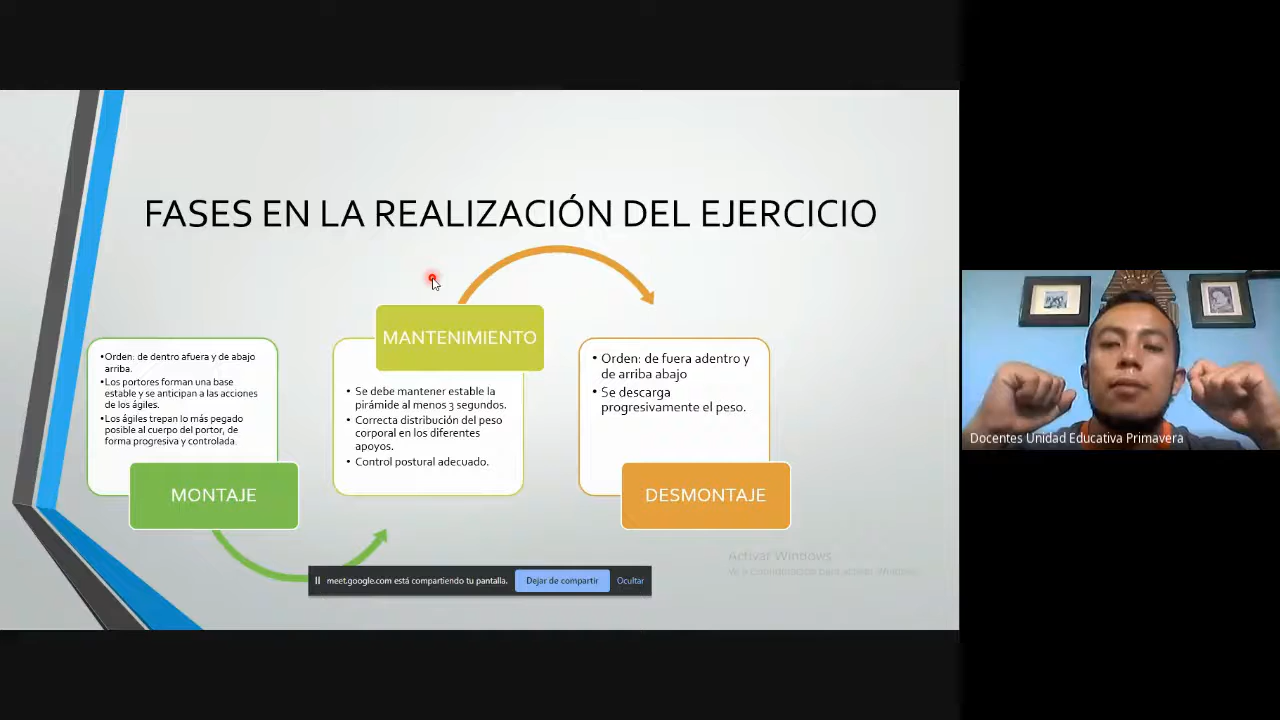 FASES EN LA REALIZACIÓN DEL EJERCICIO
•Orden: de dentro afuera y de abajo
arriba.
•Los portores forman una base
estable y se anticipan a las acciones
de los ágiles.
•Los ágiles trepan lo más pegado
posible al cuerpo del portor, de
forma progresiva y controlada.
MONTAJE
MANTENIMIENTO
• Se debe mantener estable la
pirámide al menos 3 segundos.
• Correcta distribución del peso
corporal en los diferentes
apoyos.
• Control postural adecuado.
• Orden: de fuera adentro y
de arriba abajo
• Se descarga
progresivamente el peso.
DESMONTAJE
Activar Windows
Ve a Configuración para activar Windows.
meet.google.com está compartiendo tu pantalla.
Dejar de compartir
Ocultar
Docentes Unidad Educativa Primavera